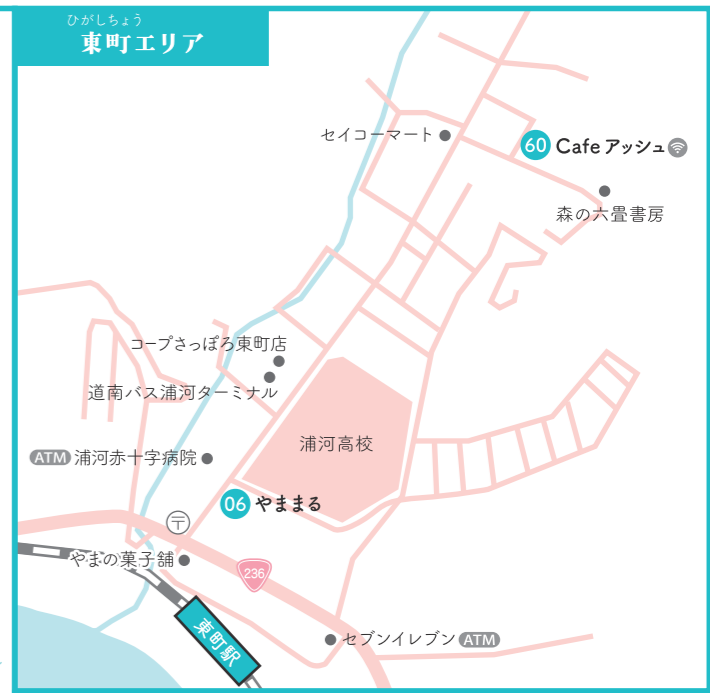 ひがしちょう
東町エリア
セイコーマート
60 Cafe アッシュ
森の六畳書房
コープさっぽろ東町店
道南バス浦河ターミナル
浦河高校
ATM 浦河赤十字病院
06 やままる
〒
やまの菓子舗
236
東町駅
セブンイレブン ATM